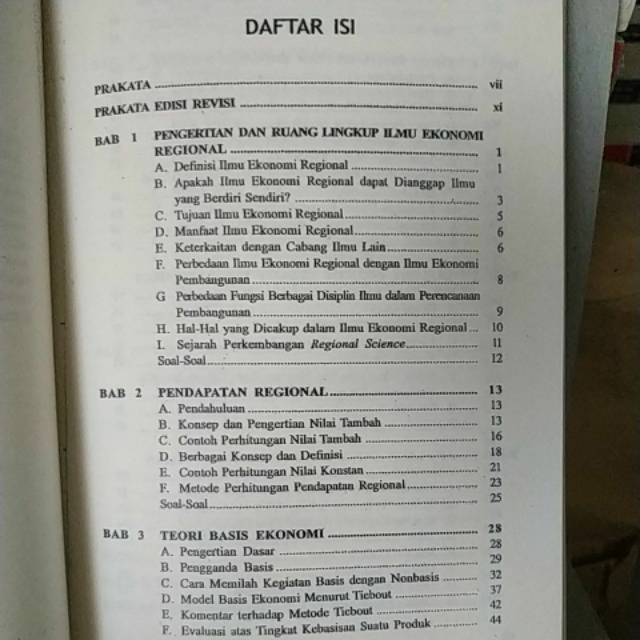 DAFTAR ISI
PRAKATA ........ vii
PRAKATA EDISI REVISI ........ xi
BAB 1 PENGERTIAN DAN RUANG LINGKUP ILMU EKONOMI
REGIONAL ........ 1
A. Definisi Ilmu Ekonomi Regional ........ 1
B. Apakah Ilmu Ekonomi Regional dapat Dianggap Ilmu
yang Berdiri Sendiri? ........ 3
C. Tujuan Ilmu Ekonomi Regional ........ 5
D. Manfaat Ilmu Ekonomi Regional ........ 6
E. Keterkaitan dengan Cabang Ilmu Lain ........ 6
F. Perbedaan Ilmu Ekonomi Regional dengan Ilmu Ekonomi
Pembangunan ........ 8
G Perbedaan Fungsi Berbagai Disiplin Ilmu dalam Perencanaan
Pembangunan ........ 9
H. Hal-Hal yang Dicakup dalam Ilmu Ekonomi Regional ... 10
I. Sejarah Perkembangan Regional Science ........ 11
Soal-Soal ........ 12
BAB 2 PENDAPATAN REGIONAL ........ 13
A. Pendahuluan ........ 13
B. Konsep dan Pengertian Nilai Tambah ........ 13
C. Contoh Perhitungan Nilai Tambah ........ 16
D. Berbagai Konsep dan Definisi ........ 18
E. Contoh Perhitungan Nilai Konstan ........ 21
F. Metode Perhitungan Pendapatan Regional ........ 23
Soal-Soal ........ 25
BAB 3 TEORI BASIS EKONOMI ........ 28
A. Pengertian Dasar ........ 28
B. Pengganda Basis ........ 29
C. Cara Memilah Kegiatan Basis dengan Nonbasis ........ 32
D. Model Basis Ekonomi Menurut Tiebout ........ 37
E. Komentar terhadap Metode Tiebout ........ 42
F. Evaluasi atas Tingkat Kebasisan Suatu Produk ........ 44